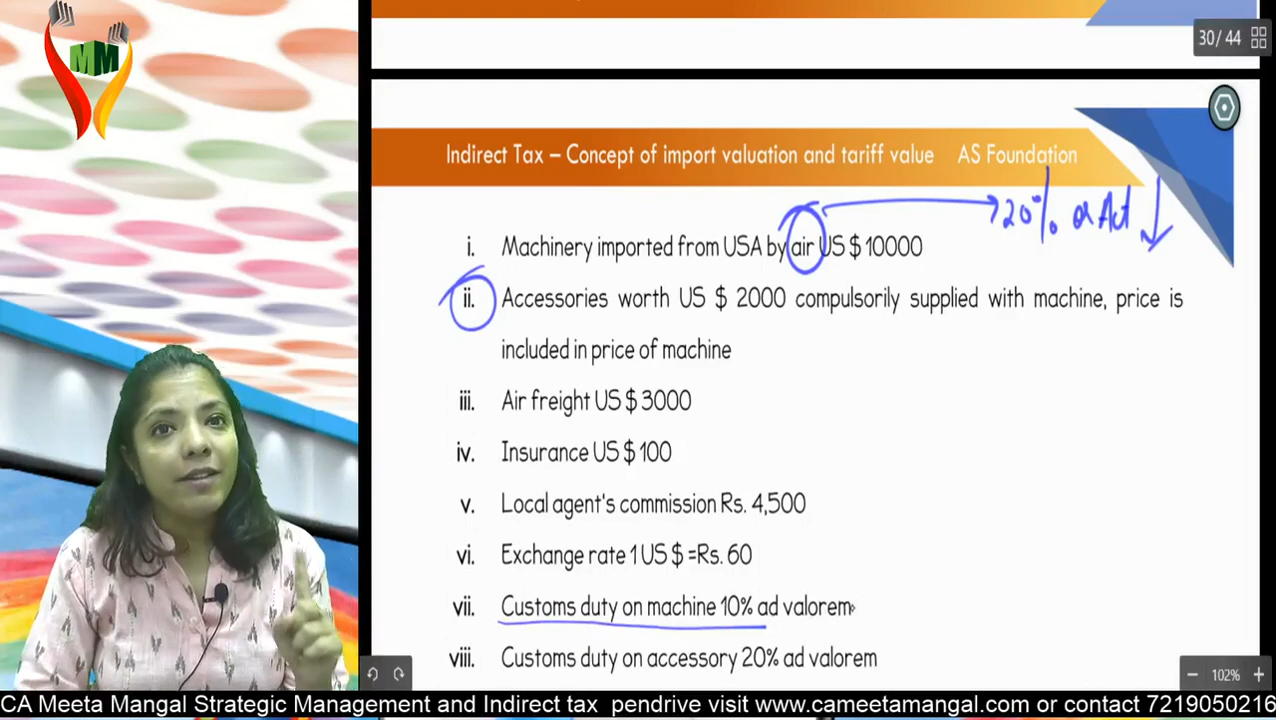 MM
30/ 44
Indirect Tax – Concept of import valuation and tariff value AS Foundation
20% or Act ↓
i. Machinery imported from USA by air US $ 10000
ii. Accessories worth US $ 2000 compulsorily supplied with machine, price is
included in price of machine
iii. Air freight US $ 3000
iv. Insurance US $ 100
v. Local agent's commission Rs. 4,500
vi. Exchange rate 1 US $ =Rs. 60
vii. Customs duty on machine 10% ad valorem
viii. Customs duty on accessory 20% ad valorem
102%
CA Meeta Mangal Strategic Management and Indirect tax pendrive visit www.cameetamangal.com or contact 7219050216